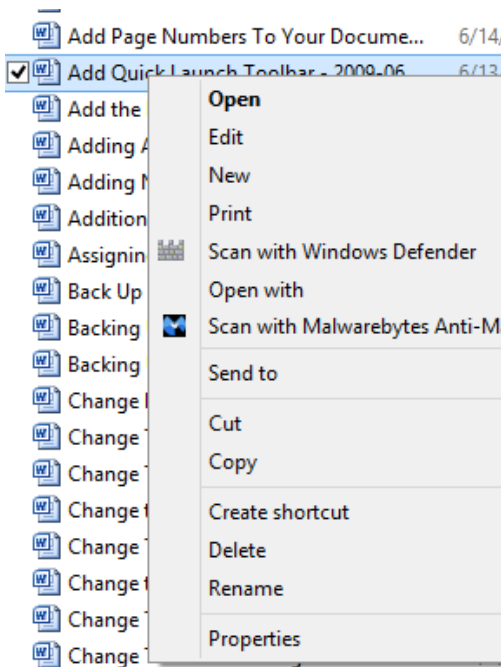 Add Page Numbers To Your Docume... 6/14/
Add Quick Launch Toolbar - 2009-06 6/13
Add the
Adding
Adding
Addition
Assignin
Back Up
Backing
Backing
Change
Change
Change
Change
Change
Change
Change
Change
Open
Edit
New
Print
Scan with Windows Defender
Open with
Scan with Malwarebytes Anti-M
Send to
Cut
Copy
Create shortcut
Delete
Rename
Properties